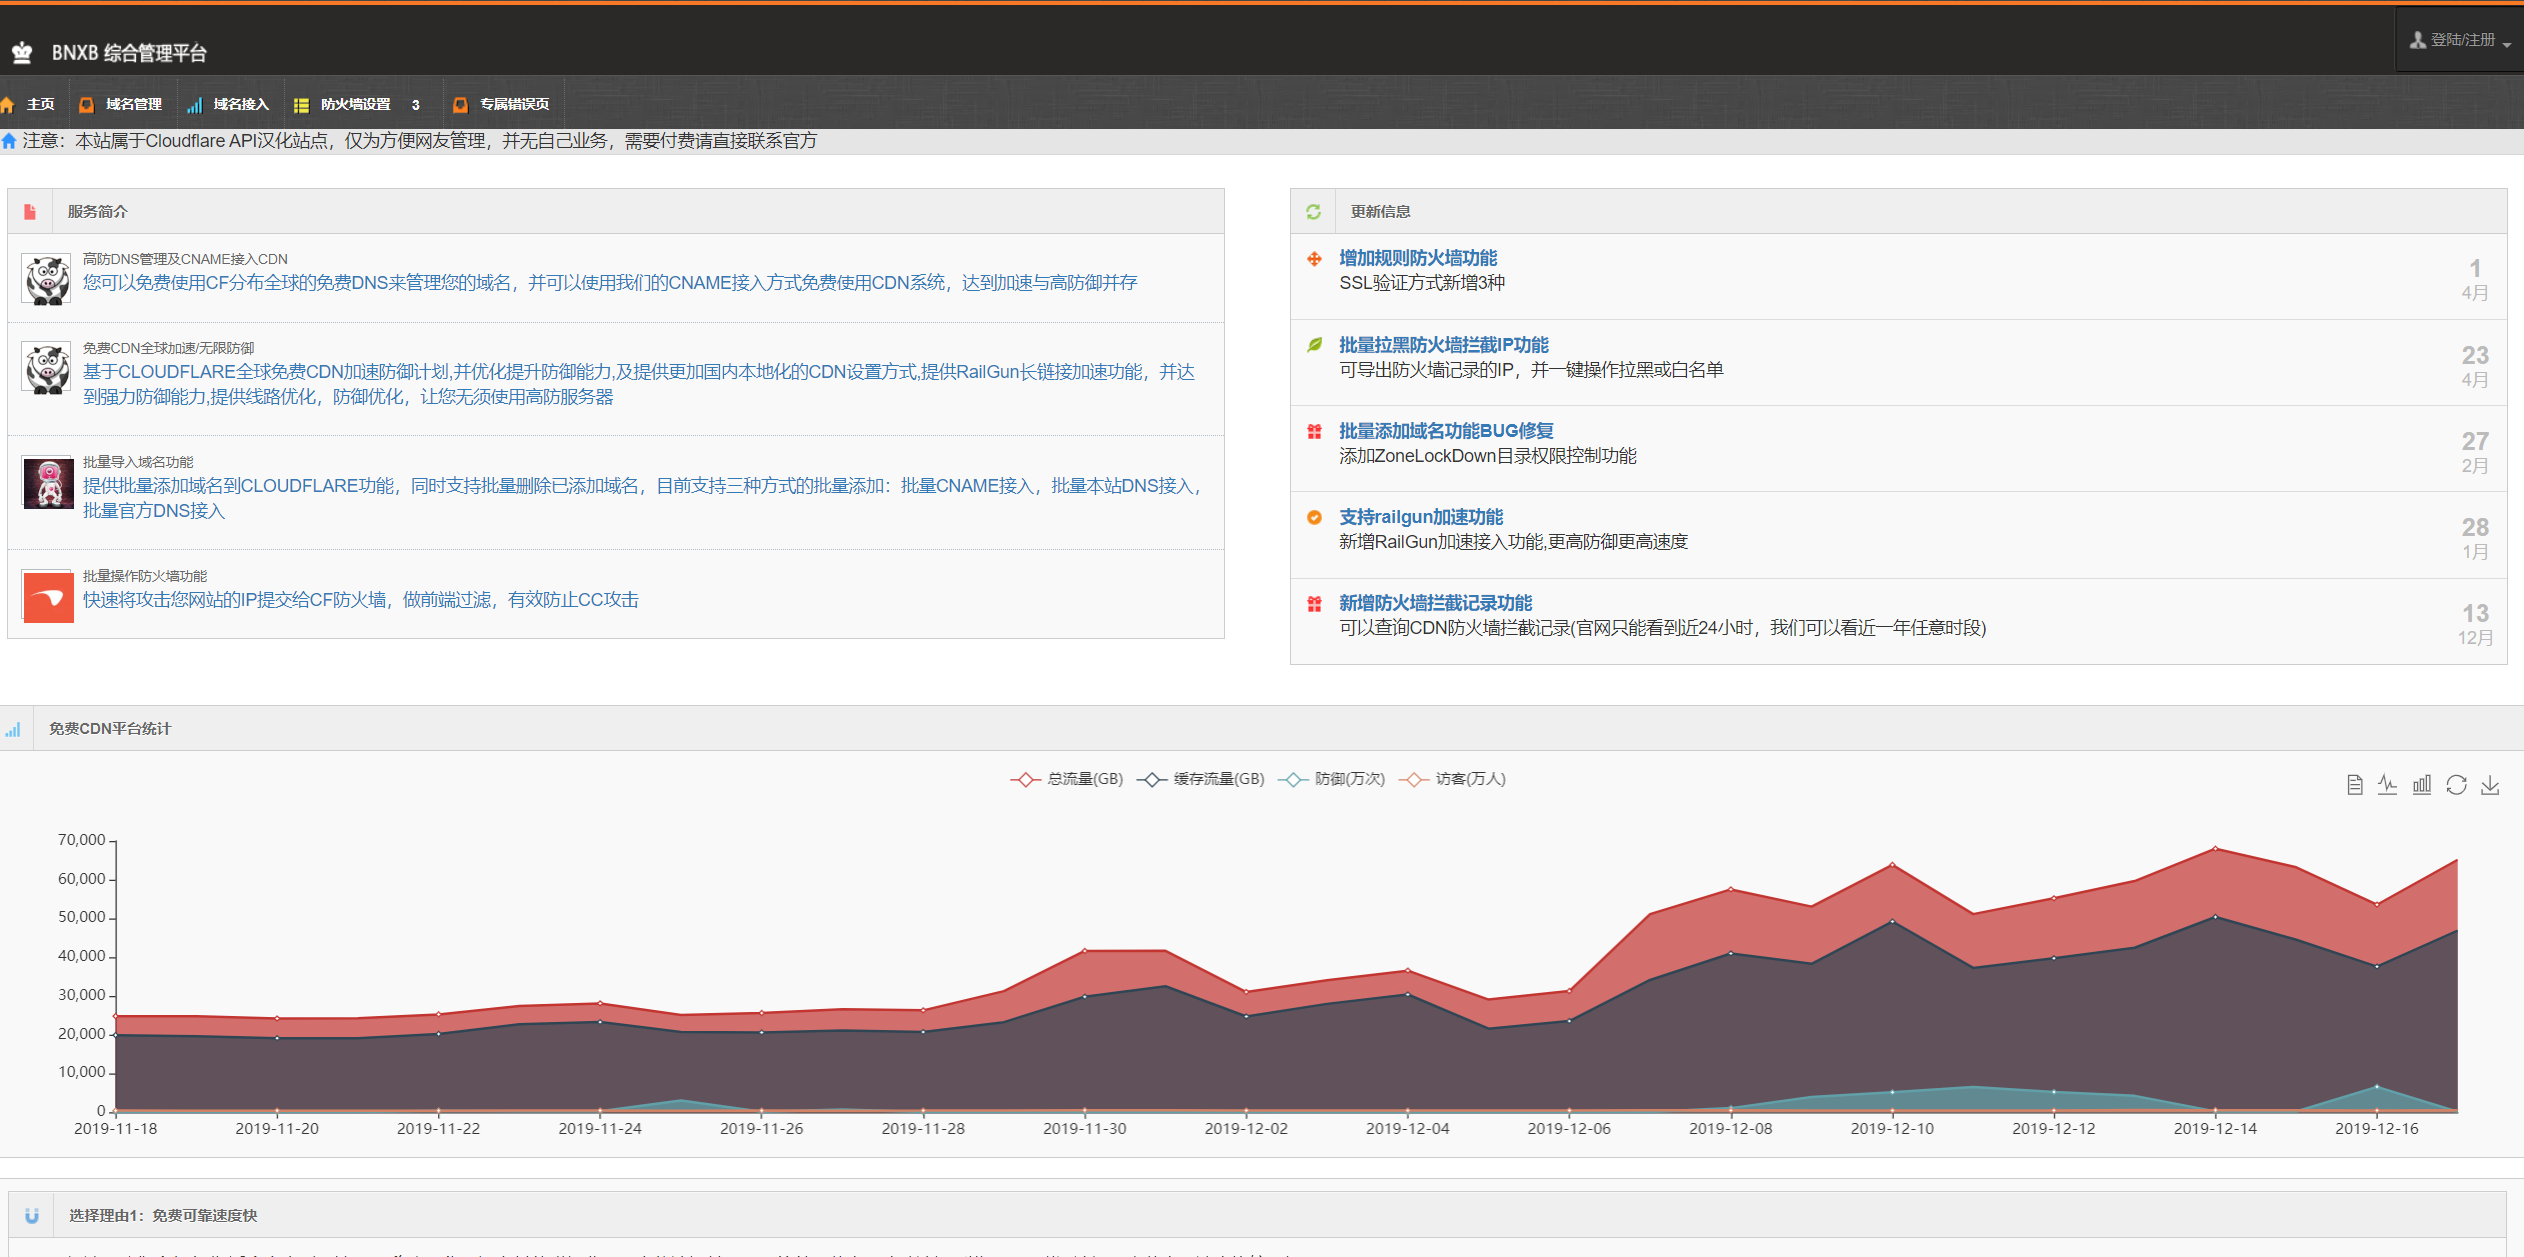 BNXB 综合管理平台
登陆/注册
主页
域名管理
域名接入
防火墙设置 3
专属错误页
注意：本站属于Cloudflare API汉化站点，仅为方便网友管理，并无自己业务，需要付费请直接联系官方
服务简介
高防DNS管理及CNAME接入CDN
您可以免费使用CF分布全球的免费DNS来管理您的域名，并可以使用我们的CNAME接入方式免费使用CDN系统，达到加速与高防御并存
免费CDN全球加速/无限防御
基于CLOUDFLARE全球免费CDN加速防御计划,并优化提升防御能力,及提供更加国内本地化的CDN设置方式,提供RailGun长链接加速功能，并达
到强力防御能力,提供线路优化，防御优化，让您无须使用高防服务器
批量导入域名功能
提供批量添加域名到CLOUDFLARE功能，同时支持批量删除已添加域名，目前支持三种方式的批量添加：批量CNAME接入，批量本站DNS接入，
批量官方DNS接入
批量操作防火墙功能
快速将攻击您网站的IP提交给CF防火墙，做前端过滤，有效防止CC攻击
更新信息
增加规则防火墙功能
SSL验证方式新增3种
1
4月
批量拉黑防火墙拦截IP功能
可导出防火墙记录的IP，并一键操作拉黑或白名单
23
4月
批量添加域名功能BUG修复
添加ZoneLockDown目录权限控制功能
27
2月
支持railgun加速功能
新增RailGun加速接入功能,更高防御更高速度
28
1月
新增防火墙拦截记录功能
可以查询CDN防火墙拦截记录(官网只能看到近24小时，我们可以看近一年任意时段)
13
12月
免费CDN平台统计
总流量(GB) 缓存流量(GB) 防御(万次) 访客(万人)
70,000
60,000
50,000
40,000
30,000
20,000
10,000
0
2019-11-18 2019-11-20 2019-11-22 2019-11-24 2019-11-26 2019-11-28 2019-11-30 2019-12-02 2019-12-04 2019-12-06 2019-12-08 2019-12-10 2019-12-12 2019-12-14 2019-12-16
选择理由1：免费可靠速度快